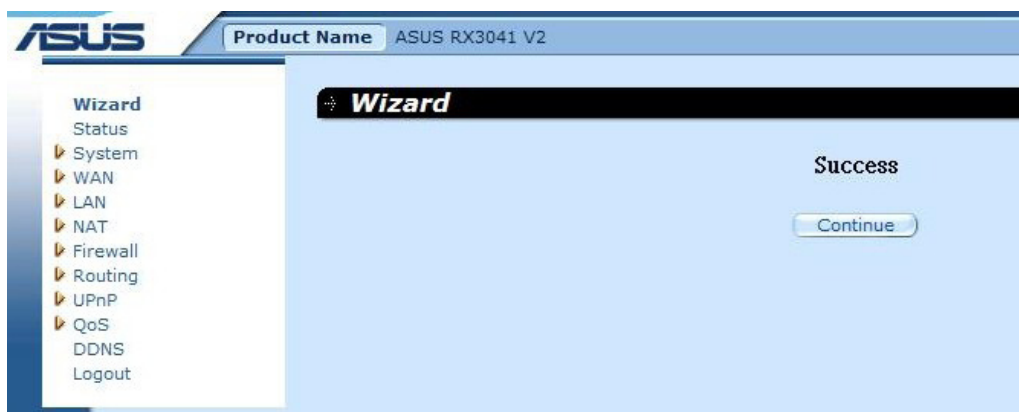 ASUS
Product Name ASUS RX3041 V2
Wizard
Status
System
WAN
LAN
NAT
Firewall
Routing
UPnP
QoS
DDNS
Logout
Wizard
Success
Continue